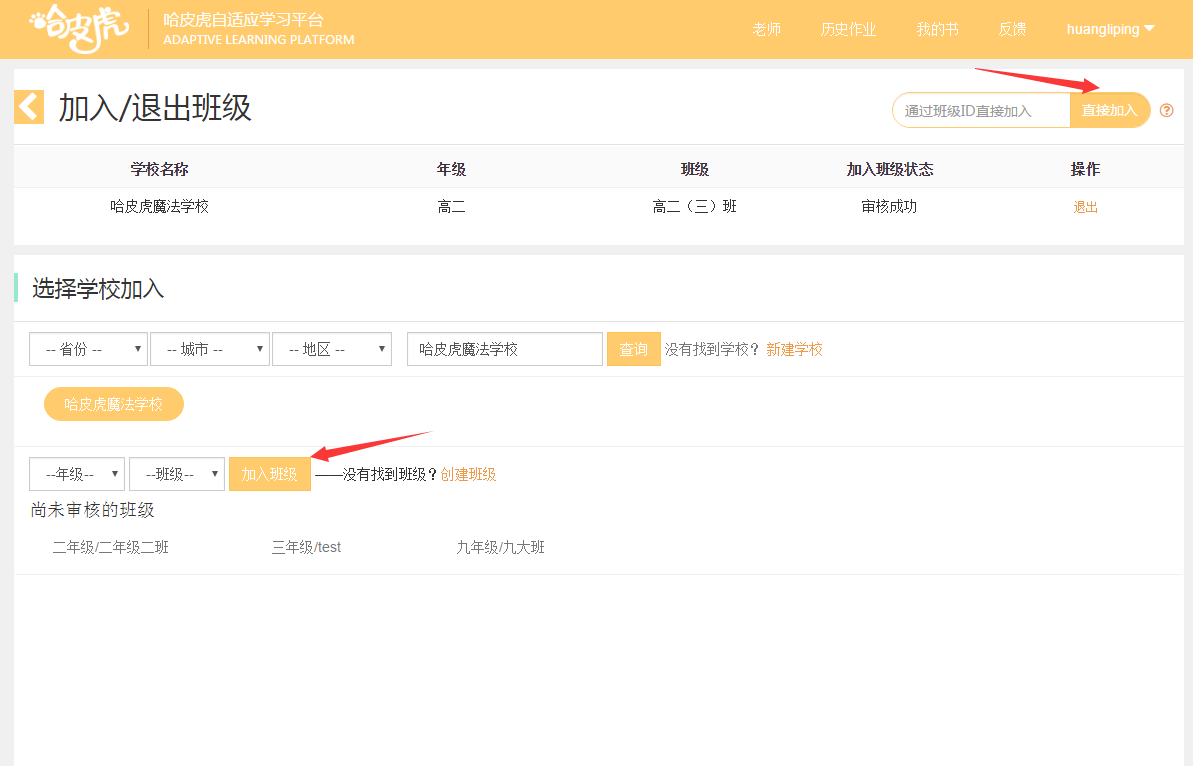 哈皮虎
哈皮虎自适应学习平台
ADAPTIVE LEARNING PLATFORM
老师 历史作业 我的书 反馈 huangliping
加入/退出班级
通过班级ID直接加入 直接加入 ?
学校名称 年级 班级 加入班级状态 操作
哈皮虎魔法学校 高二 高二（三）班 审核成功 退出
选择学校加入
-- 省份 -- -- 城市 -- -- 地区 -- 哈皮虎魔法学校 查询 没有找到学校？ 新建学校
哈皮虎魔法学校
--年级-- --班级-- 加入班级 ——没有找到班级？创建班级
尚未审核的班级
二年级/二年级二班 三年级/test 九年级/九大班